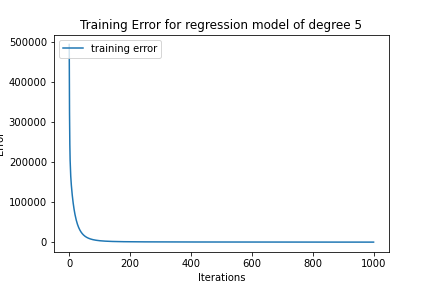 Training Error for regression model of degree 5
training error
500000
400000
300000
200000
100000
0
Error
0 200 400 600 800 1000
Iterations